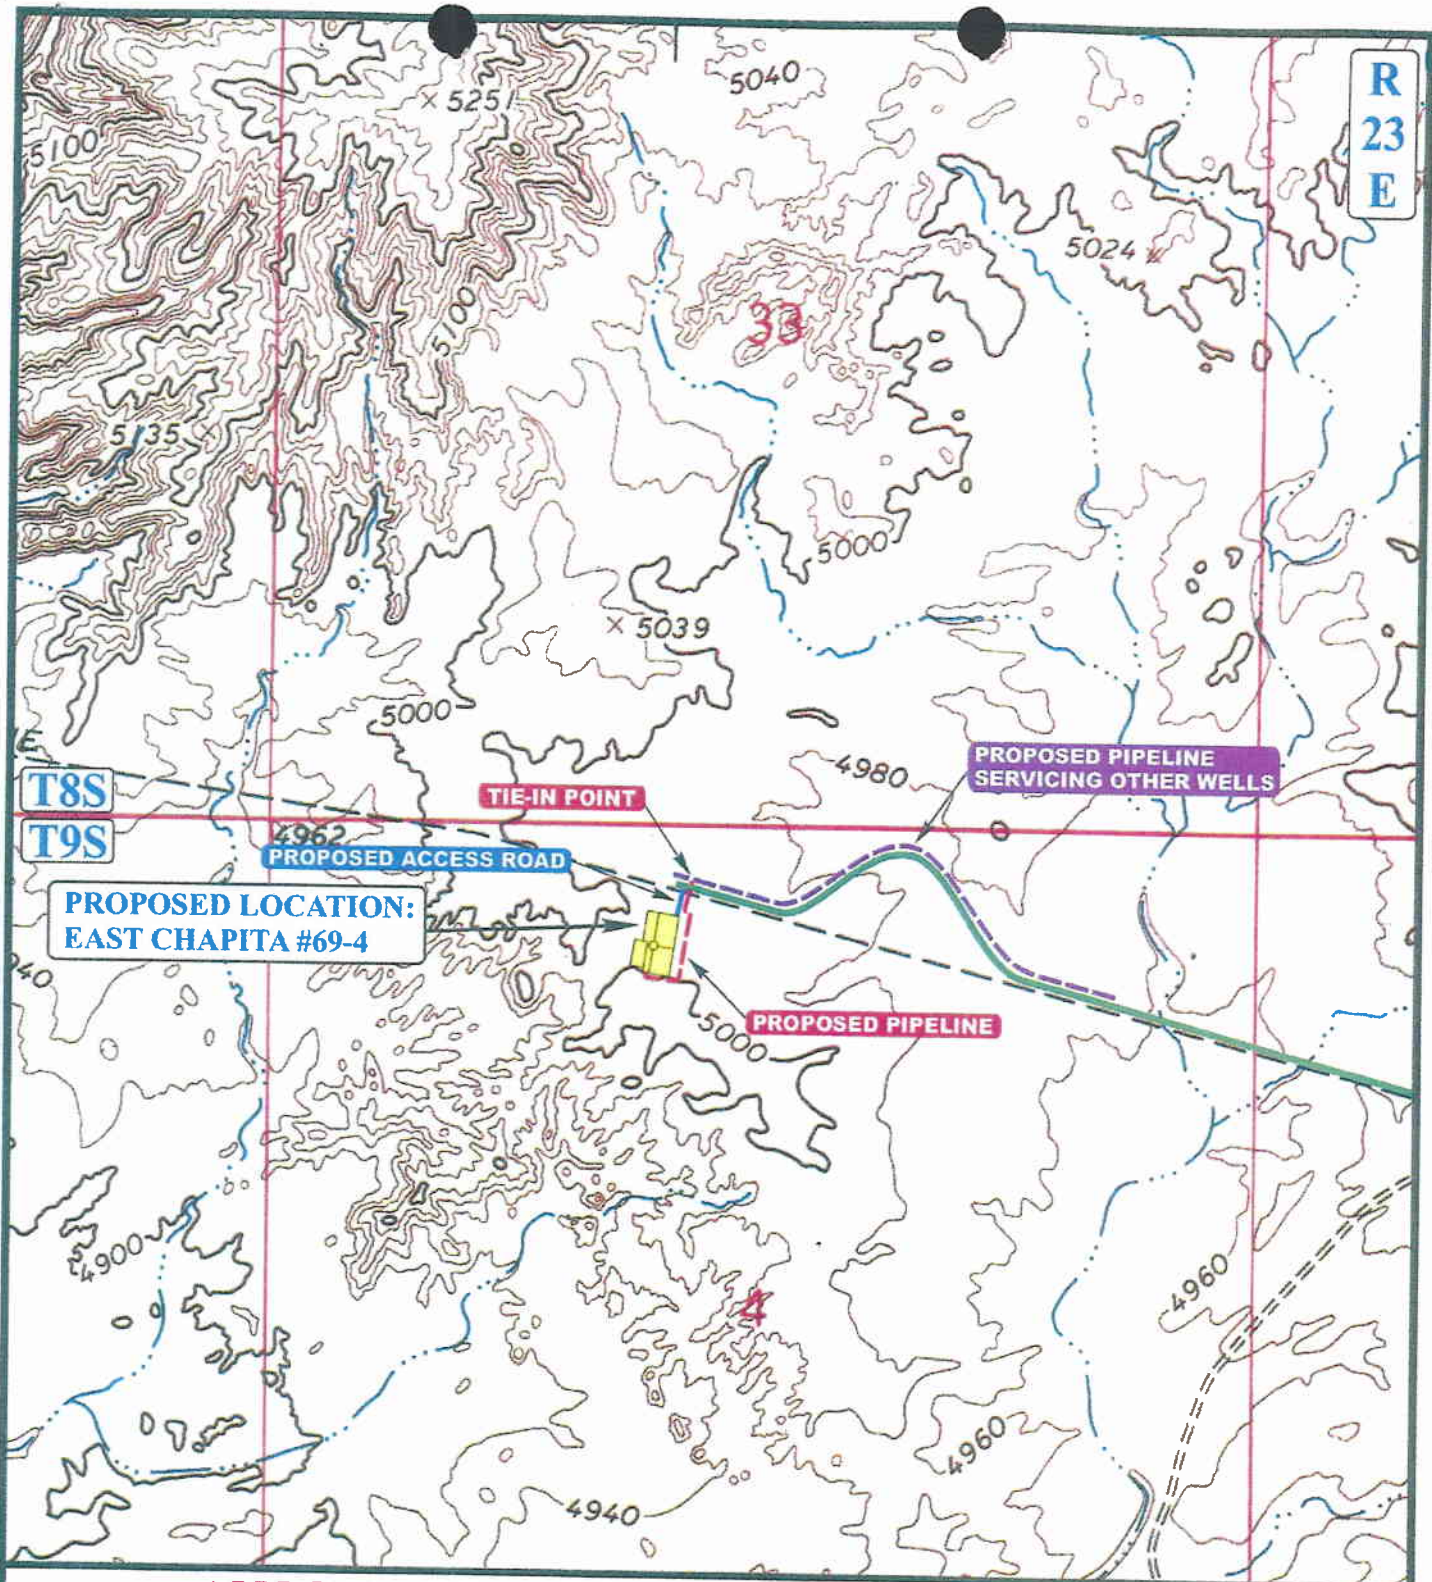 5040
5251
R
23
E
5100
5024
5100
33
5135
5000
5039
5000
4980
PROPOSED PIPELINE
SERVICING OTHER WELLS
T8S
TIE-IN POINT
T9S
4962
PROPOSED ACCESS ROAD
PROPOSED LOCATION:
EAST CHAPITA #69-4
PROPOSED PIPELINE
5000
4900
4960
4
4960
4940